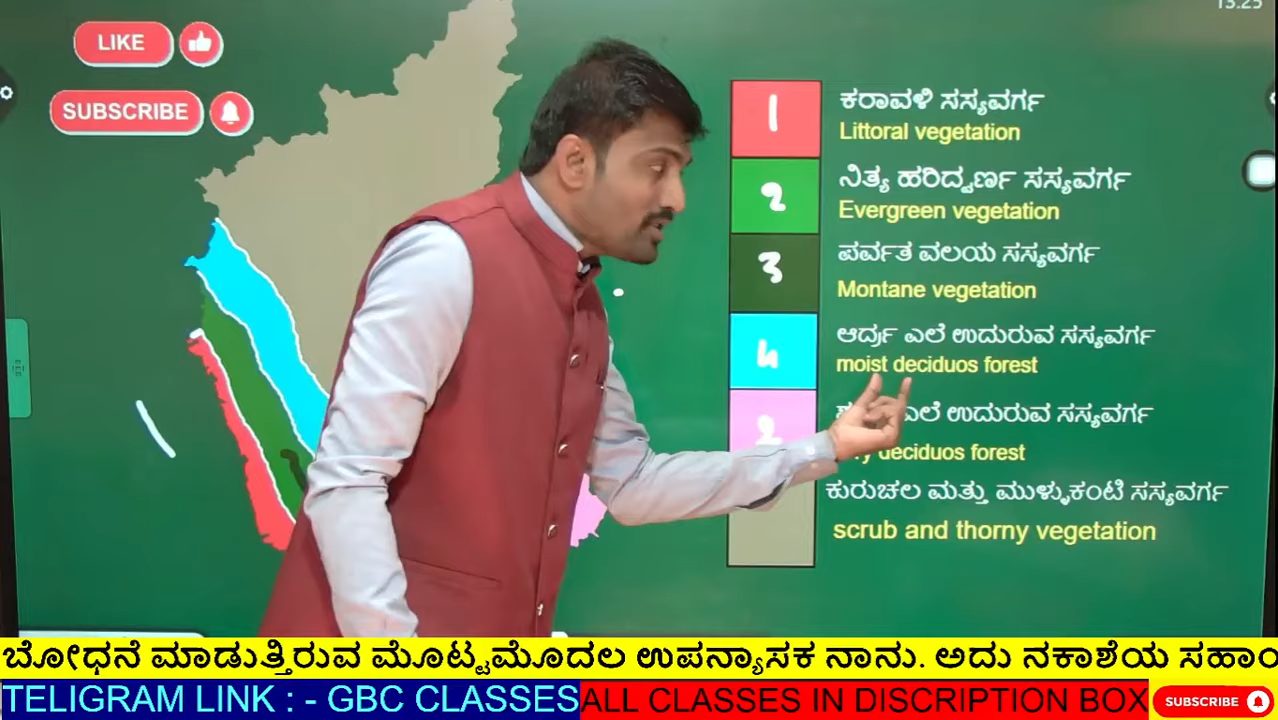 13:25
LIKE
SUBSCRIBE
1
ಕರಾವಳಿ ಸಸ್ಯವರ್ಗ
Littoral vegetation
2
ನಿತ್ಯ ಹರಿದ್ವರ್ಣ ಸಸ್ಯವರ್ಗ
Evergreen vegetation
3
ಪರ್ವತ ವಲಯ ಸಸ್ಯವರ್ಗ
Montane vegetation
4
ಆರ್ದ್ರ ಎಲೆ ಉದುರುವ ಸಸ್ಯವರ್ಗ
moist deciduos forest
ಎಲೆ ಉದುರುವ ಸಸ್ಯವರ್ಗ
deciduos forest
ಕುರುಚಲ ಮತ್ತು ಮುಳ್ಳುಕಂಟಿ ಸಸ್ಯವರ್ಗ
scrub and thorny vegetation
ಬೋಧನೆ ಮಾಡುತ್ತಿರುವ ಮೊಟ್ಟಮೊದಲ ಉಪನ್ಯಾಸಕ ನಾನು. ಅದು ನಕಾಶೆಯ
TELIGRAM LINK : - GBC CLASSES ALL CLASSES IN DISCRIPTION BOX
SUBSCRIBE